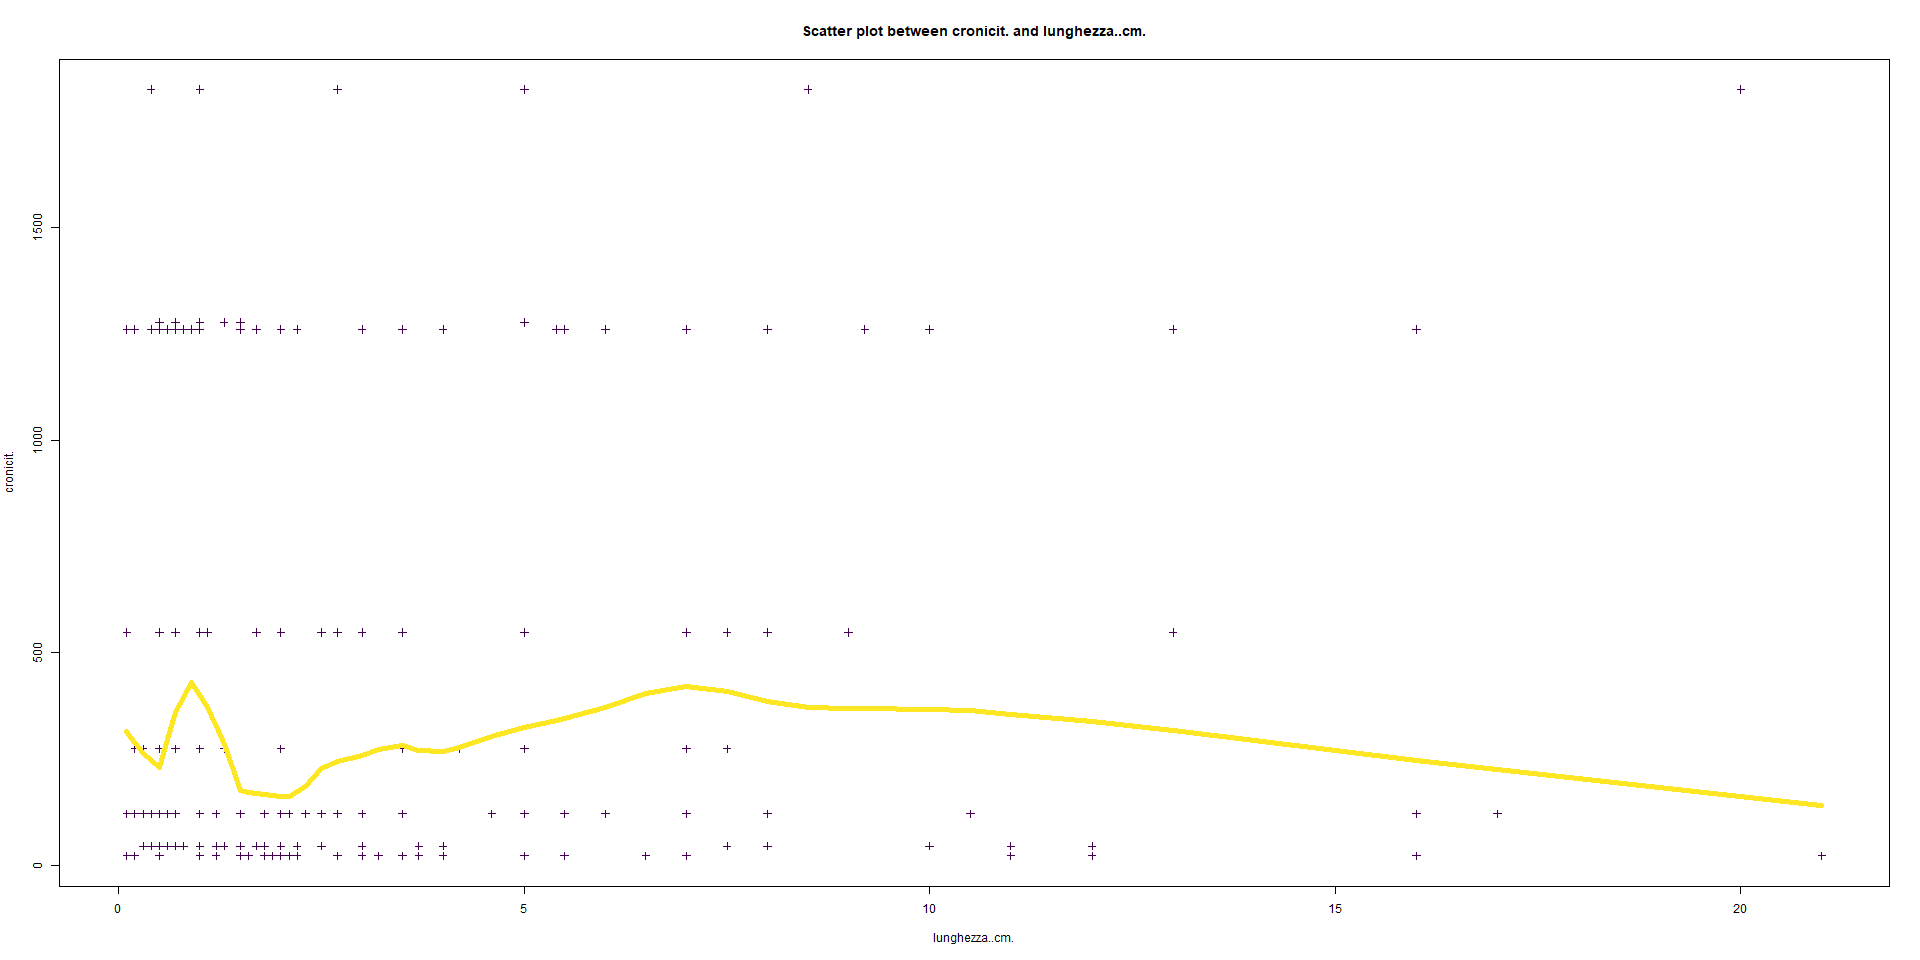 Scatter plot between cronicit. and lunghezza..cm.
1500
1000
500
0
cronicit.
0 5 10 15 20
lunghezza..cm.